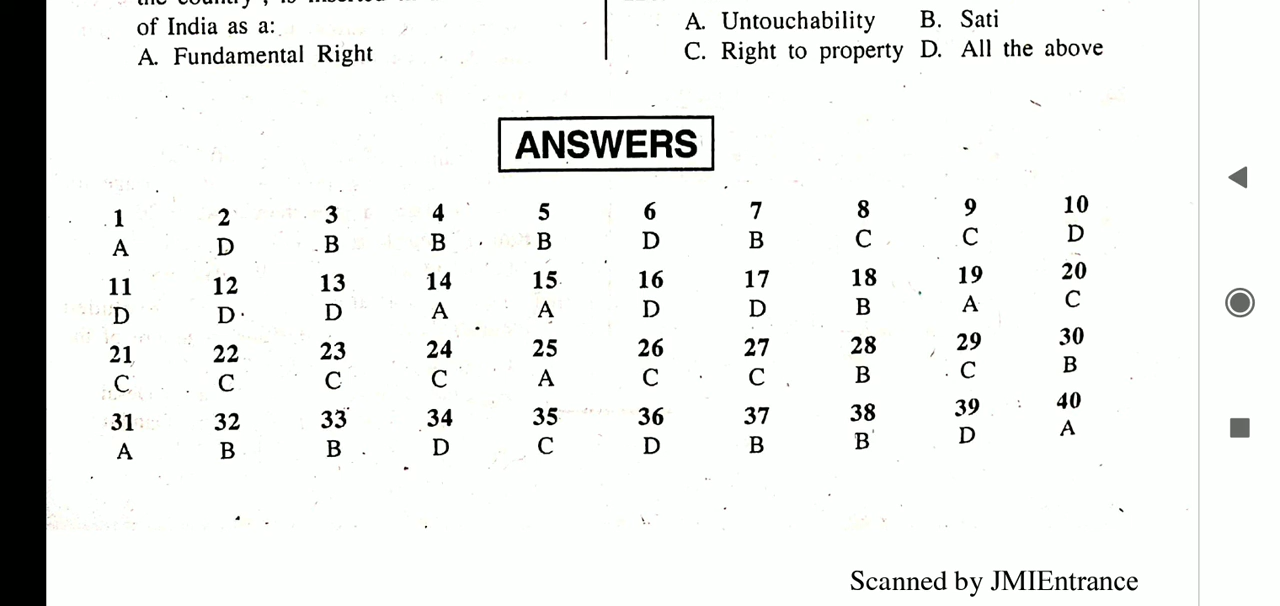 of India as a:
A. Fundamental Right
A. Untouchability B. Sati
C. Right to property D. All the above
ANSWERS
1 2 3 4 5 6 7 8 9 10
A D B B B D B C C D
11 12 13 14 15 16 17 18 19 20
D D D A A D D B A C
21 22 23 24 25 26 27 28 29 30
C C C C A C C B C B
31 32 33 34 35 36 37 38 39 40
A B B D C D B B D A
Scanned by JMIEntrance